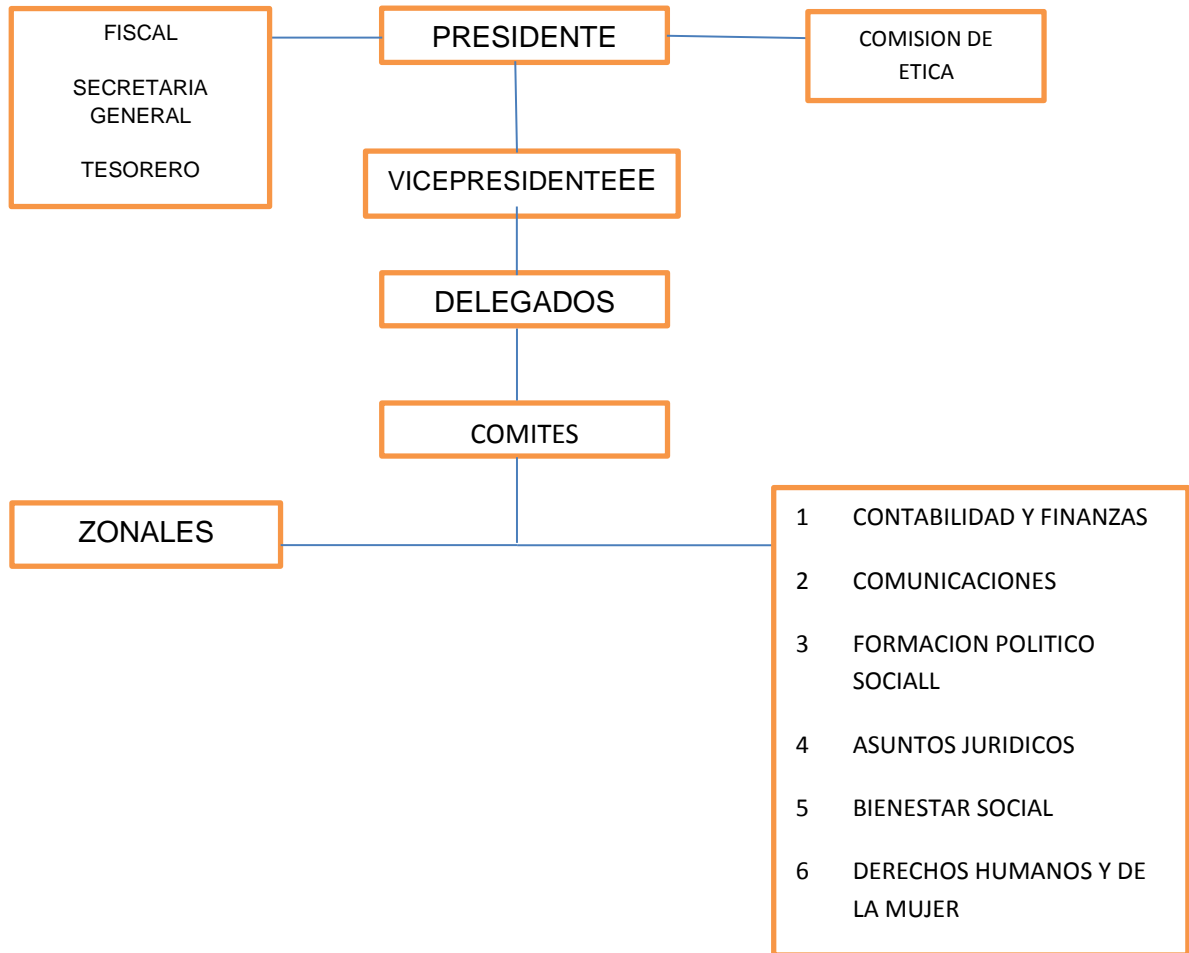 FISCAL
SECRETARIA
GENERAL
TESORERO
PRESIDENTE
COMISION DE
ETICA
VICEPRESIDENTEEE
DELEGADOS
COMITES
ZONALES
1 CONTABILIDAD Y FINANZAS
2 COMUNICACIONES
3 FORMACION POLITICO
SOCIALL
4 ASUNTOS JURIDICOS
5 BIENESTAR SOCIAL
6 DERECHOS HUMANOS Y DE
LA MUJER